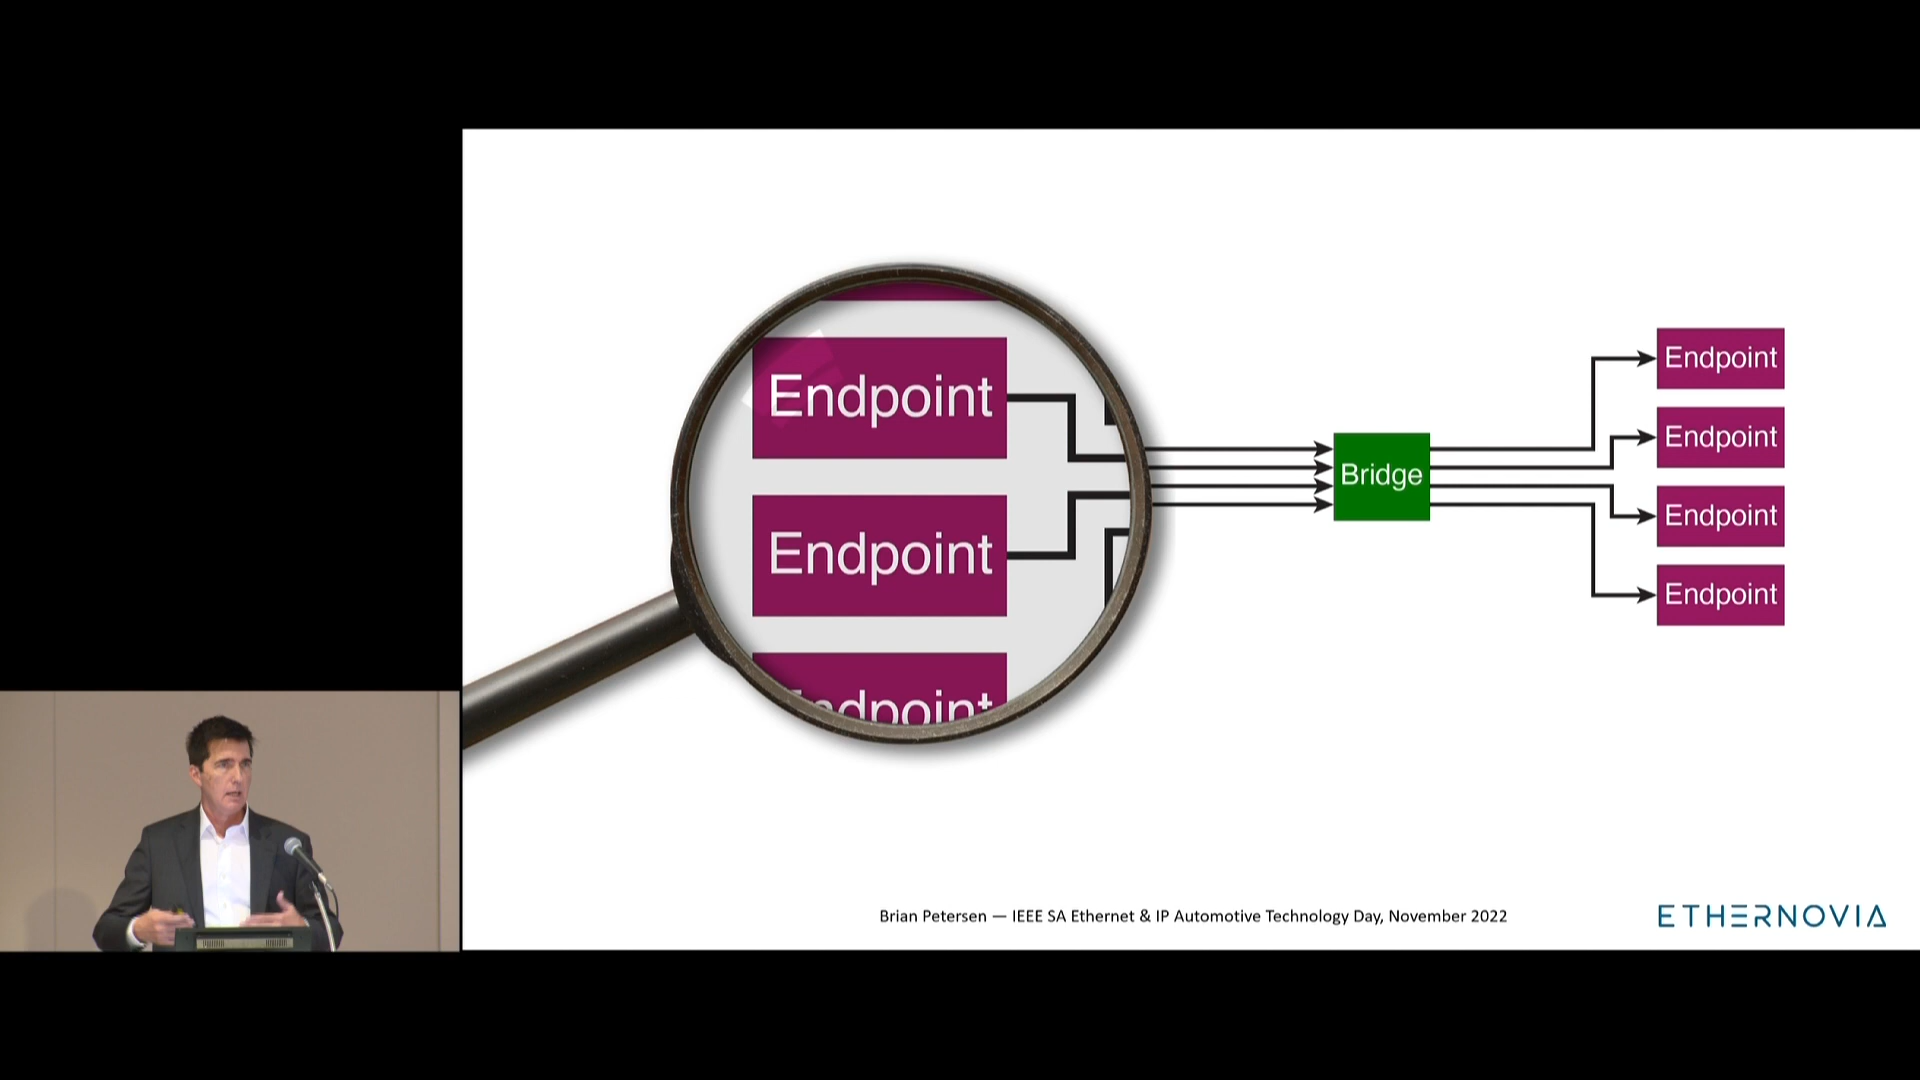 Endpoint
Endpoint
Endpoint
Bridge
Endpoint
Endpoint
Endpoint
Endpoint
Brian Petersen — IEEE SA Ethernet & IP Automotive Technology Day, November 2022
ETHERNOVIA